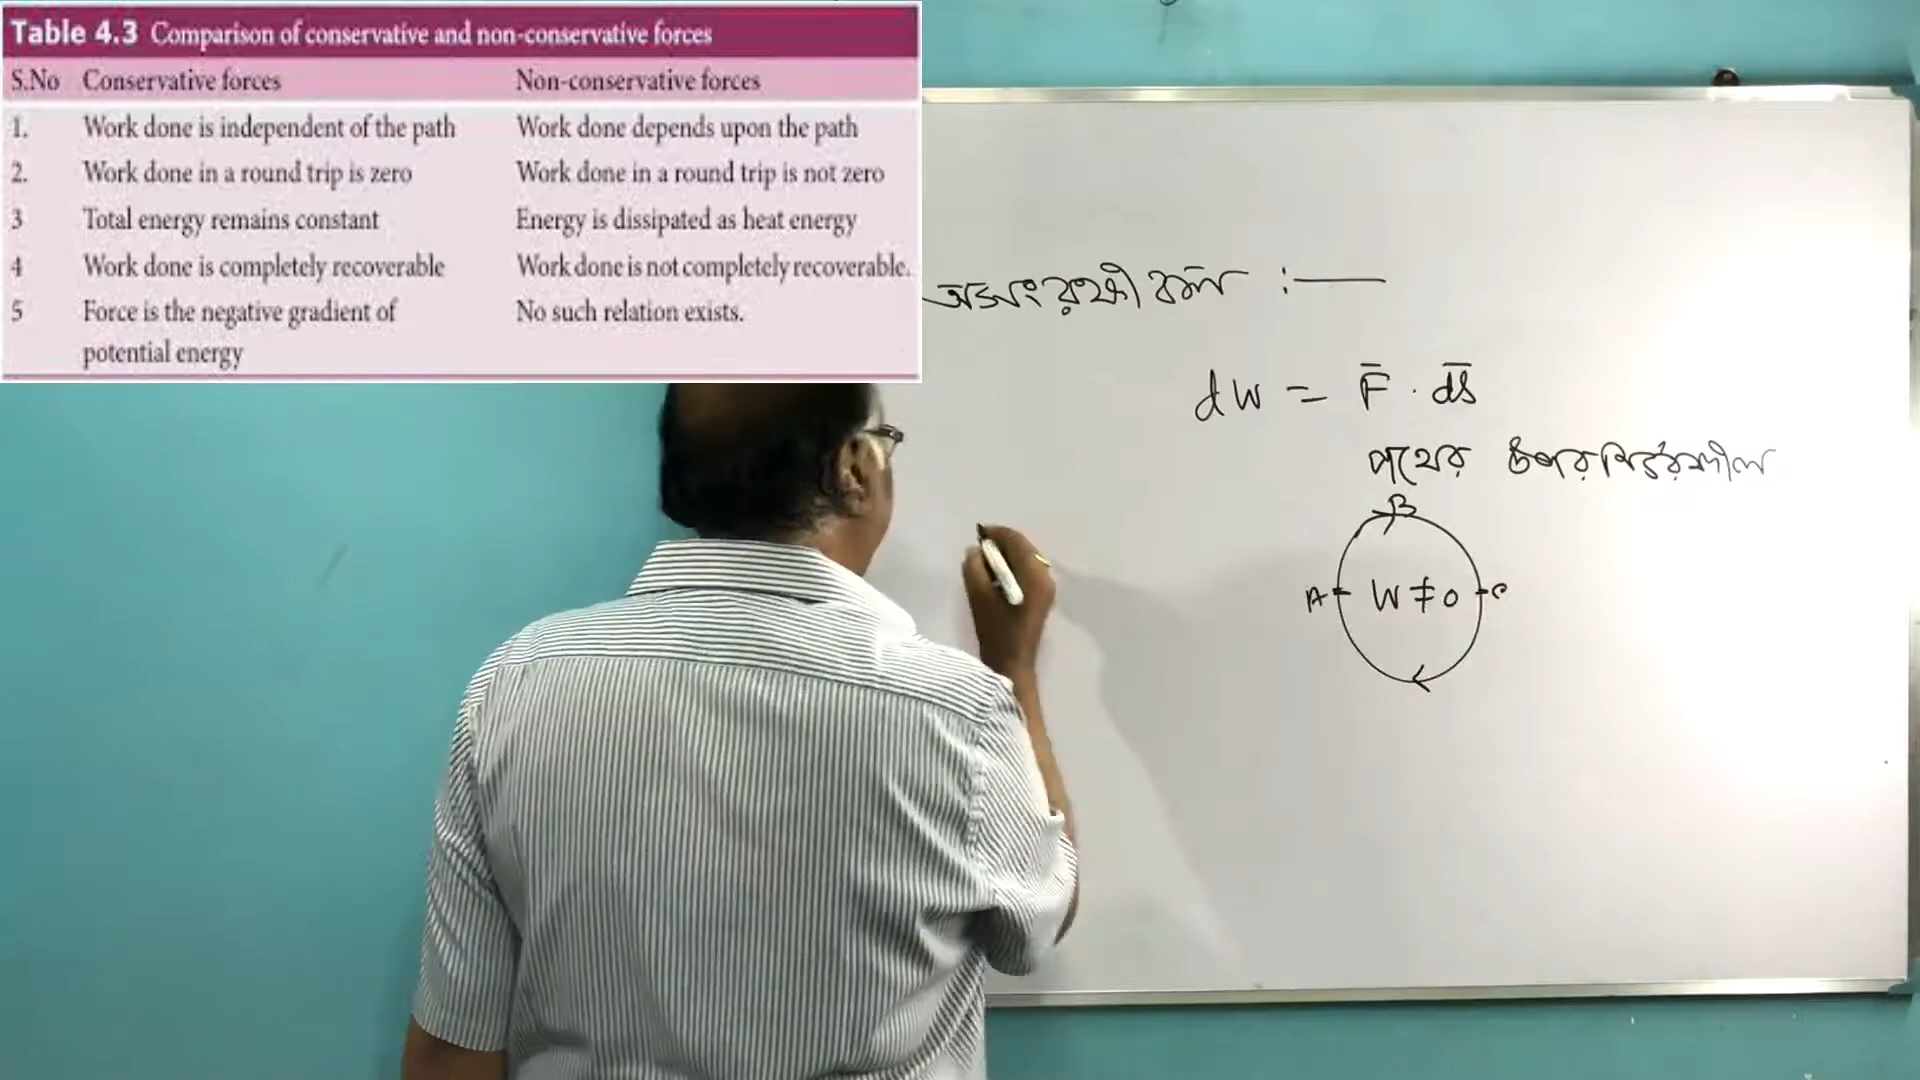 Table 4.3 Comparison of conservative and non-conservative forces
S.No Conservative forces Non-conservative forces
1. Work done is independent of the path Work done depends upon the path
2. Work done in a round trip is zero Work done in a round trip is not zero
3 Total energy remains constant Energy is dissipated as heat energy
4 Work done is completely recoverable Work done is not completely recoverable.
5 Force is the negative gradient of No such relation exists.
potential energy
অসংরক্ষী বল :—
dW = F̅ . d̅s̅
পথের উপর নির্ভরশীল
B
A W ≠ 0 C